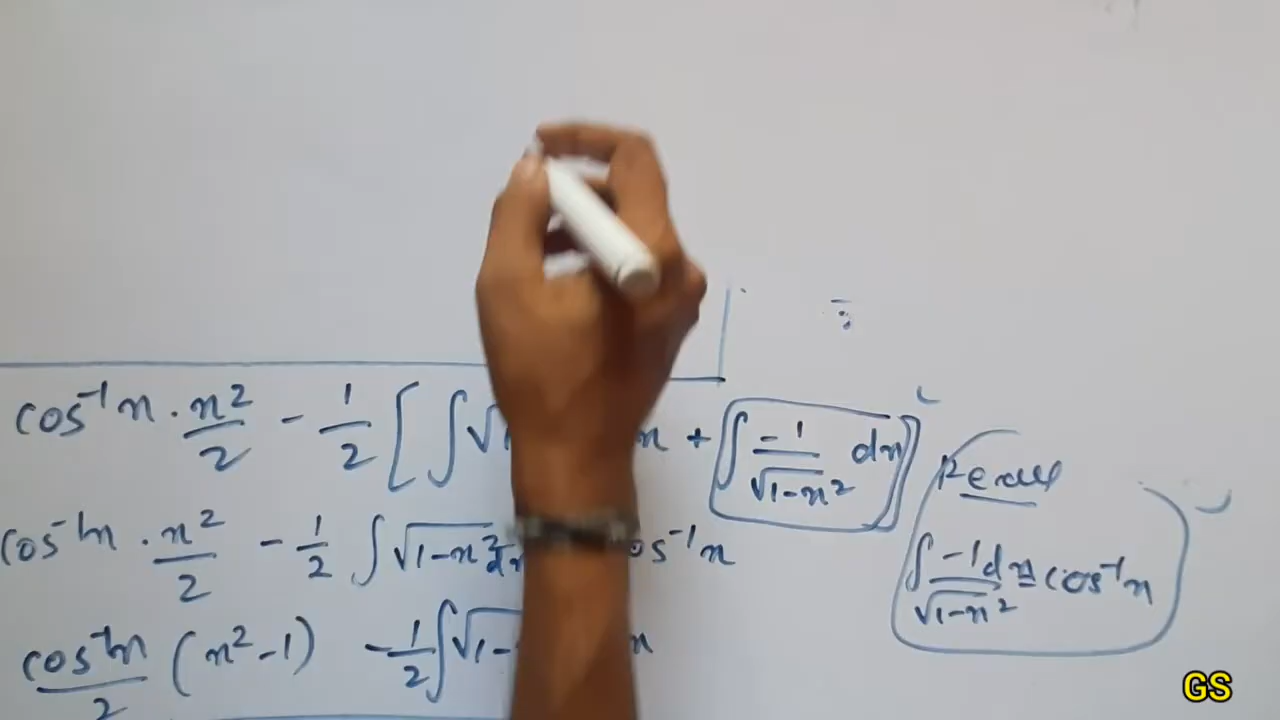 cos⁻¹x · x²/2 − 1/2 [ ∫ √ x + ∫ −1/√1−x² dx ]
Recall
cos⁻¹x · x²/2 − 1/2 ∫ √1−x² dx os⁻¹x
∫ −1/√1−x² dx = cos⁻¹x
cos⁻¹x/2 (x²−1) − 1/2 ∫ √1− x
GS